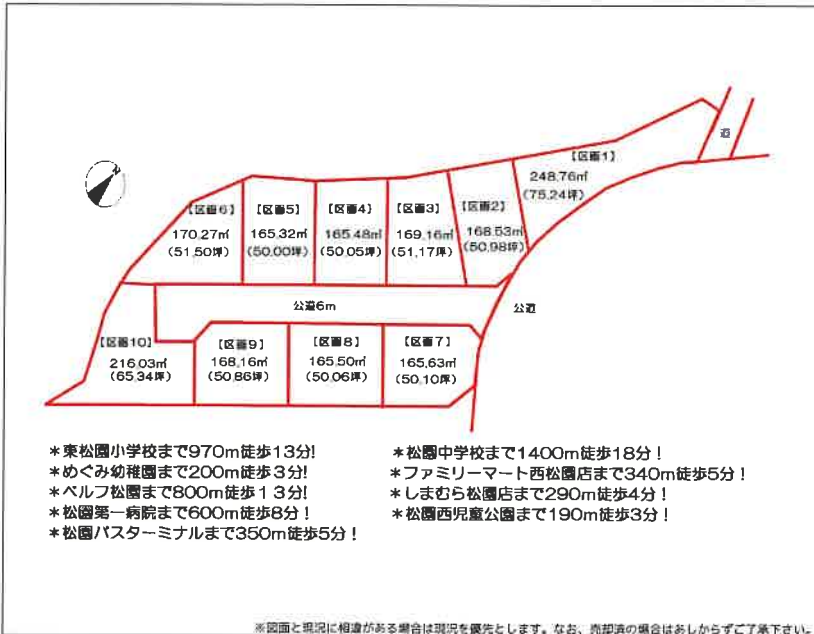 道
【区画1】
248.76㎡
(75.24坪)
【区画6】
170.27㎡
(51.50坪)
【区画5】
165.32㎡
(50.00坪)
【区画4】
165.48㎡
(50.05坪)
【区画3】
169.16㎡
(51.17坪)
【区画2】
168.53㎡
(50.98坪)
公道6m
公道
【区画10】
216.03㎡
(65.34坪)
【区画9】
168.16㎡
(50.86坪)
【区画8】
165.50㎡
(50.06坪)
【区画7】
165.63㎡
(50.10坪)
*東松園小学校まで970m徒歩13分!
*めぐみ幼稚園まで200m徒歩3分!
*ベルフ松園まで800m徒歩13分!
*松園第一病院まで600m徒歩8分!
*松園バスターミナルまで350m徒歩5分!
*松園中学校まで1400m徒歩18分!
*ファミリーマート西松園店まで340m徒歩5分!
*しまむら松園店まで290m徒歩4分!
*松園西児童公園まで190m徒歩3分!
※図面と現況に相違がある場合は現況を優先とします。なお、売却済の場合はあしからずご了承下さい。